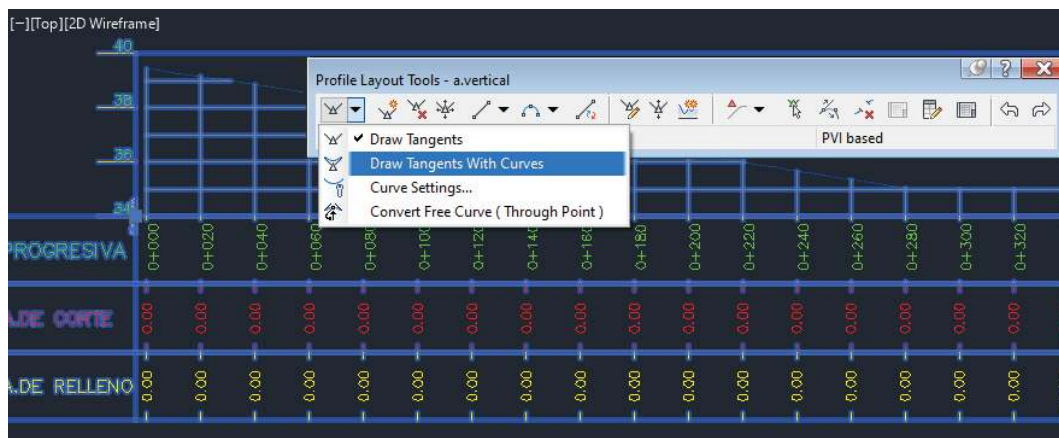 [−][Top][2D Wireframe]
40
38
36
34
Profile Layout Tools - a.vertical
PVI based
✔ Draw Tangents
Draw Tangents With Curves
Curve Settings...
Convert Free Curve ( Through Point )
PROGRESIVA 0+000 0+020 0+040 0+060 0+080 0+100 0+120 0+140 0+160 0+180 0+200 0+220 0+240 0+260 0+280 0+300 0+320
A.DE CORTE 0.00 0.00 0.00 0.00 0.00 0.00 0.00 0.00 0.00 0.00 0.00 0.00 0.00 0.00 0.00 0.00 0.00
A.DE RELLENO 0.00 0.00 0.00 0.00 0.00 0.00 0.00 0.00 0.00 0.00 0.00 0.00 0.00 0.00 0.00 0.00 0.00